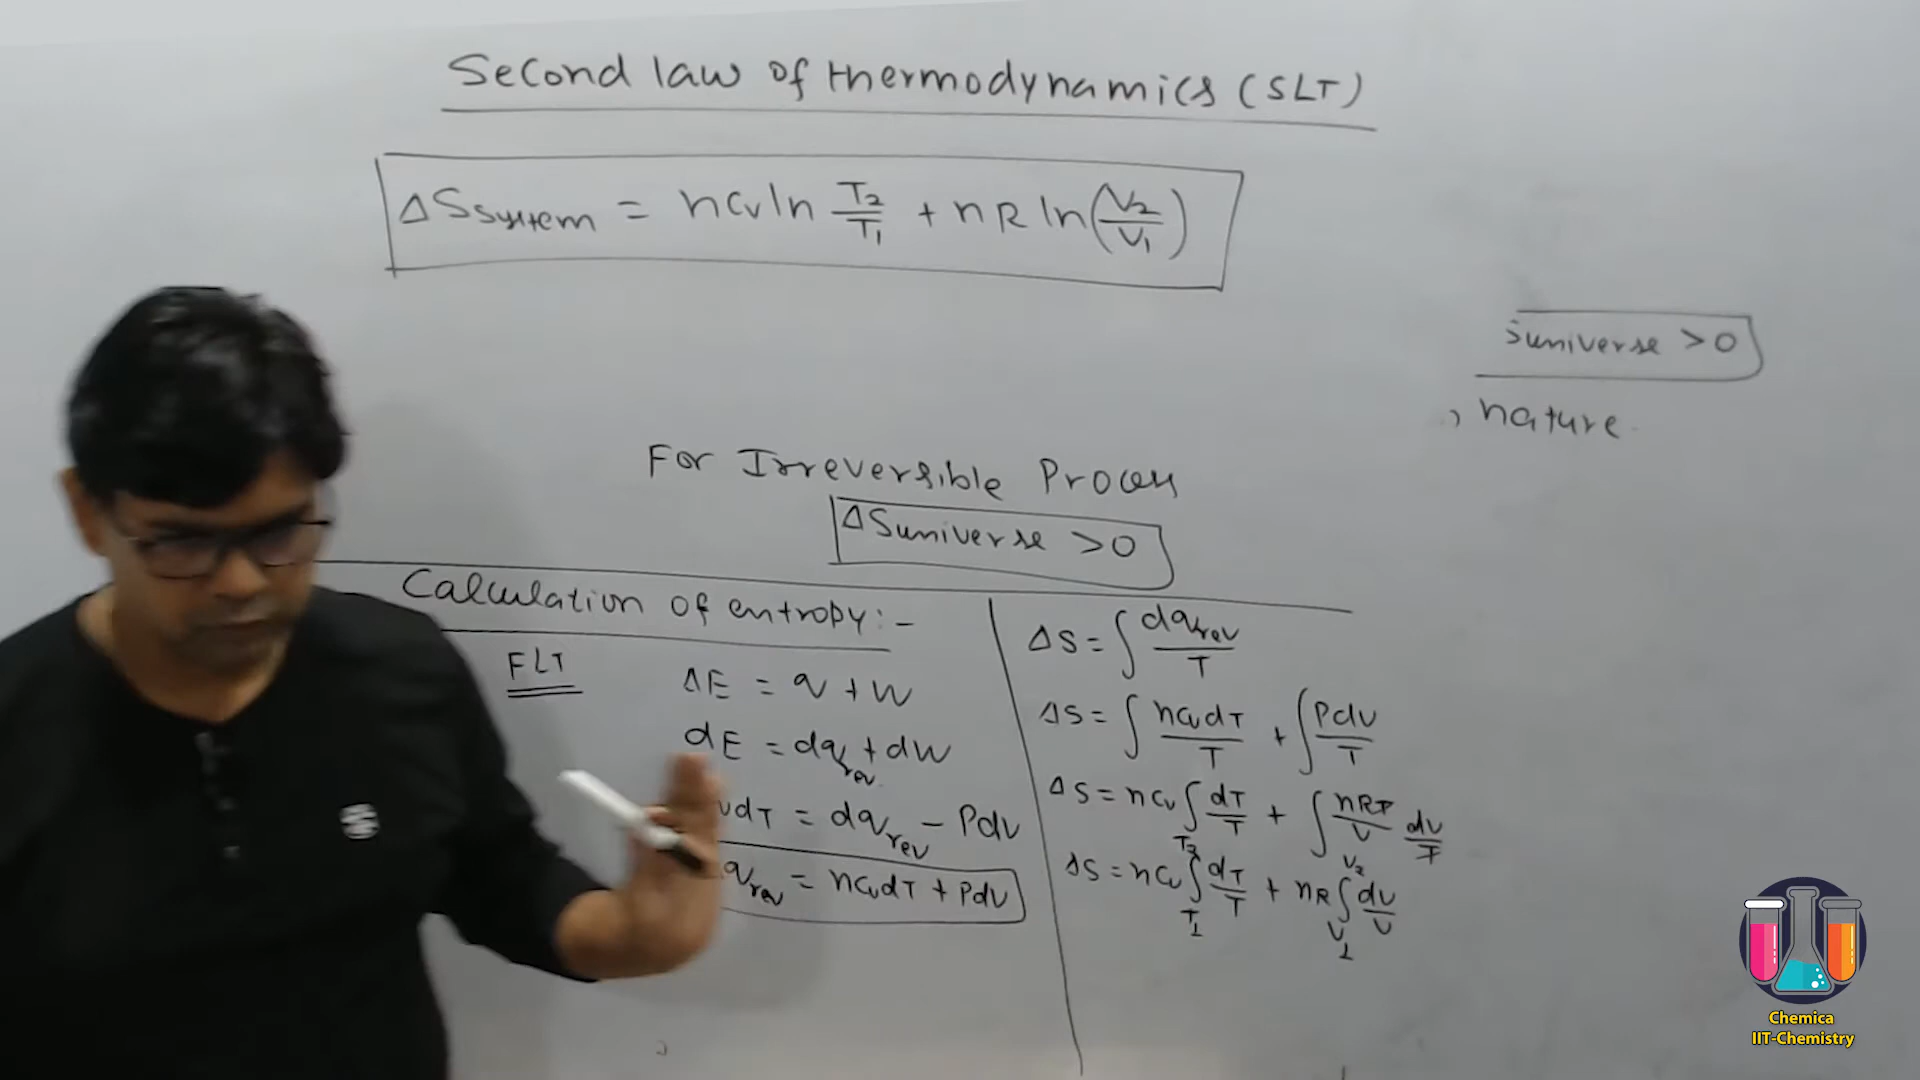 Second law of thermodynamics (SLT)
ΔSsystem = nCv ln T2/T1 + nR ln(V2/V1)
Suniverse > 0
, nature
For Irreversible Process
ΔSuniverse > 0
Calculation of entropy:-
FLT
ΔE = q + w
dE = dqrev + dw
dT = dqrev - PdV
qrev = nCvdT + PdV
ΔS = ∫ dqrev/T
ΔS = ∫ nCvdT/T + ∫ PdV/T
ΔS = nCv ∫ dT/T + ∫ nRT/V dV/T
ΔS = nCv ∫T1T2 dT/T + nR ∫V1V2 dV/V
Chemica
IIT-Chemistry